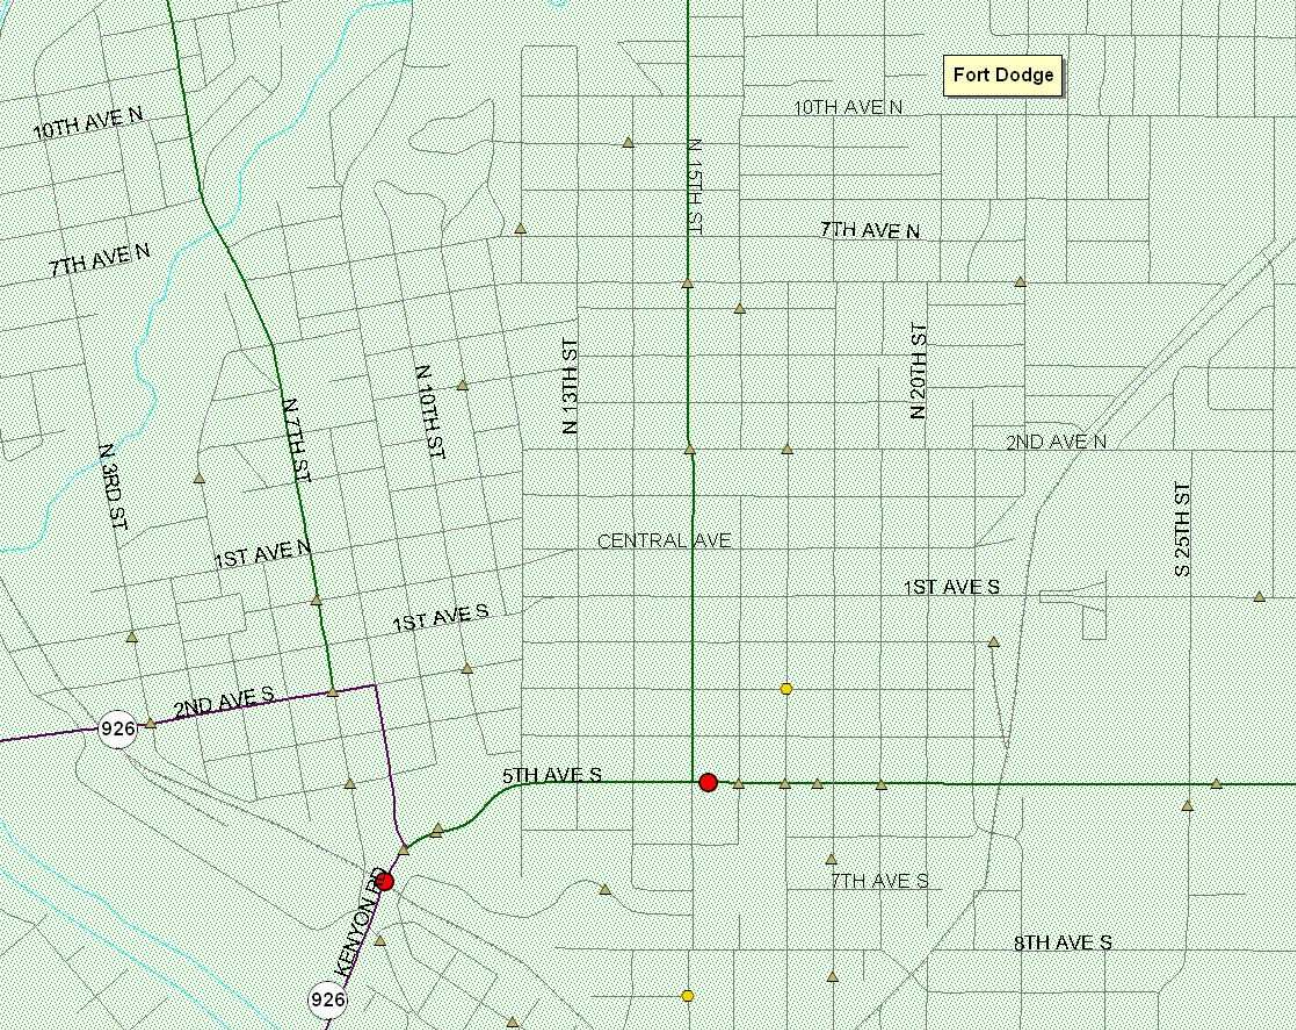 Fort Dodge
10TH AVE N
10TH AVE N
N 15TH ST
7TH AVE N
7TH AVE N
N 13TH ST
N 20TH ST
N 10TH ST
N 7TH ST
N 3RD ST
2ND AVE N
S 25TH ST
CENTRAL AVE
1ST AVE N
1ST AVE S
1ST AVE S
2ND AVE S
926
5TH AVE S
KENYON RD
7TH AVE S
8TH AVE S
926